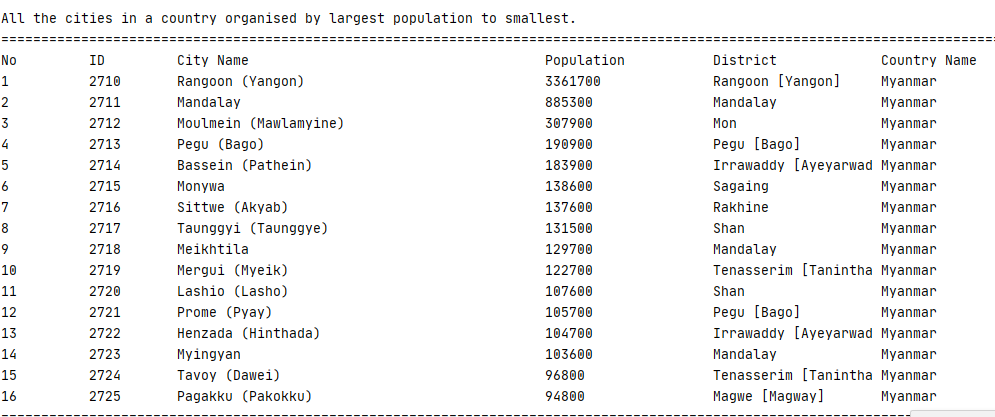 All the cities in a country organised by largest population to smallest.
============================================================================================================================
No ID City Name Population District Country Name
1 2710 Rangoon (Yangon) 3361700 Rangoon [Yangon] Myanmar
2 2711 Mandalay 885300 Mandalay Myanmar
3 2712 Moulmein (Mawlamyine) 307900 Mon Myanmar
4 2713 Pegu (Bago) 190900 Pegu [Bago] Myanmar
5 2714 Bassein (Pathein) 183900 Irrawaddy [Ayeyarwad Myanmar
6 2715 Monywa 138600 Sagaing Myanmar
7 2716 Sittwe (Akyab) 137600 Rakhine Myanmar
8 2717 Taunggyi (Taunggye) 131500 Shan Myanmar
9 2718 Meikhtila 129700 Mandalay Myanmar
10 2719 Mergui (Myeik) 122700 Tenasserim [Tanintha Myanmar
11 2720 Lashio (Lasho) 107600 Shan Myanmar
12 2721 Prome (Pyay) 105700 Pegu [Bago] Myanmar
13 2722 Henzada (Hinthada) 104700 Irrawaddy [Ayeyarwad Myanmar
14 2723 Myingyan 103600 Mandalay Myanmar
15 2724 Tavoy (Dawei) 96800 Tenasserim [Tanintha Myanmar
16 2725 Pagakku (Pakokku) 94800 Magwe [Magway] Myanmar